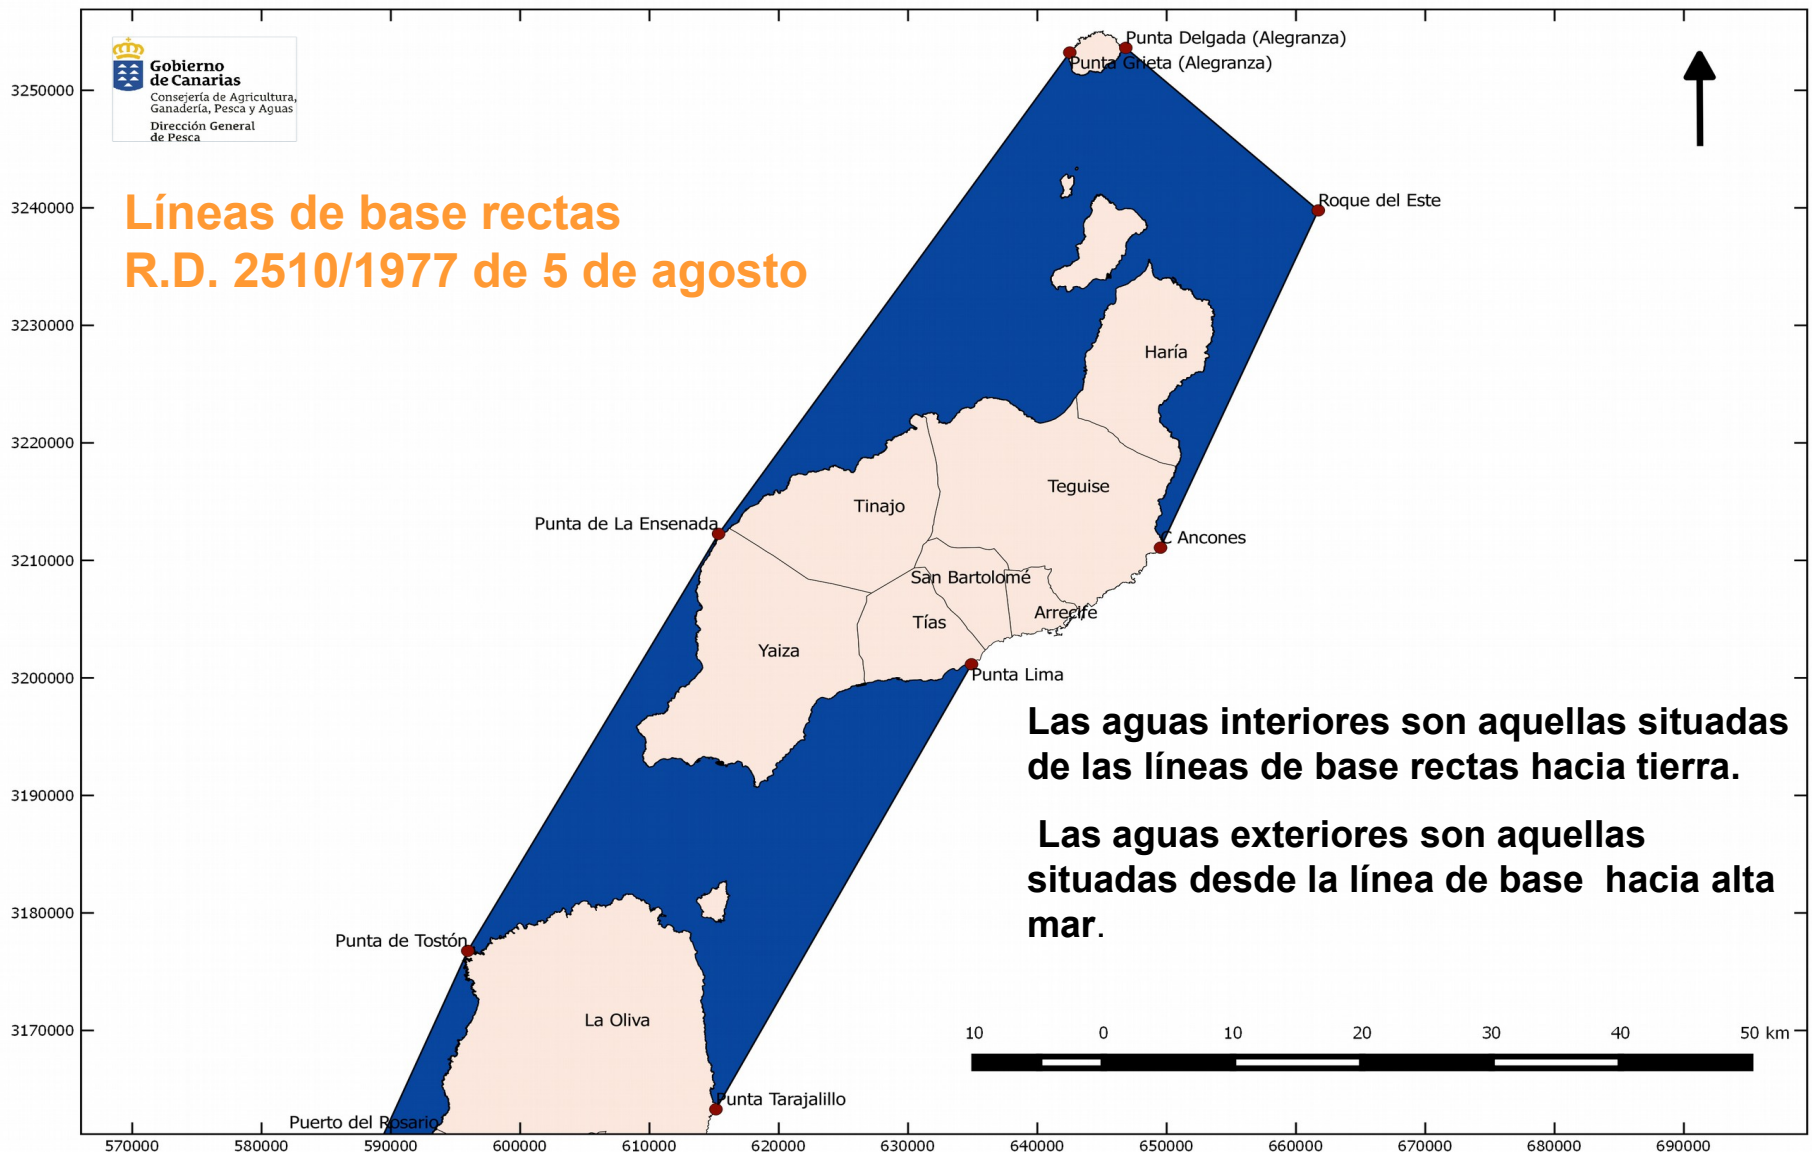 Gobierno
de Canarias
Consejería de Agricultura,
Ganadería, Pesca y Aguas
Dirección General
de Pesca
Líneas de base rectas
R.D. 2510/1977 de 5 de agosto
Punta Delgada (Alegranza)
Punta Grieta (Alegranza)
Roque del Este
Haría
Teguise
Tinajo
Punta de La Ensenada
C Ancones
San Bartolomé
Arrecife
Tías
Yaiza
Punta Lima
Las aguas interiores son aquellas situadas
de las líneas de base rectas hacia tierra.
Las aguas exteriores son aquellas
situadas desde la línea de base hacia alta
mar.
Punta de Tostón
La Oliva
Punta Tarajalillo
Puerto del Rosario
10 0 10 20 30 40 50 km
3250000
3240000
3230000
3220000
3210000
3200000
3190000
3180000
3170000
570000 580000 590000 600000 610000 620000 630000 640000 650000 660000 670000 680000 690000